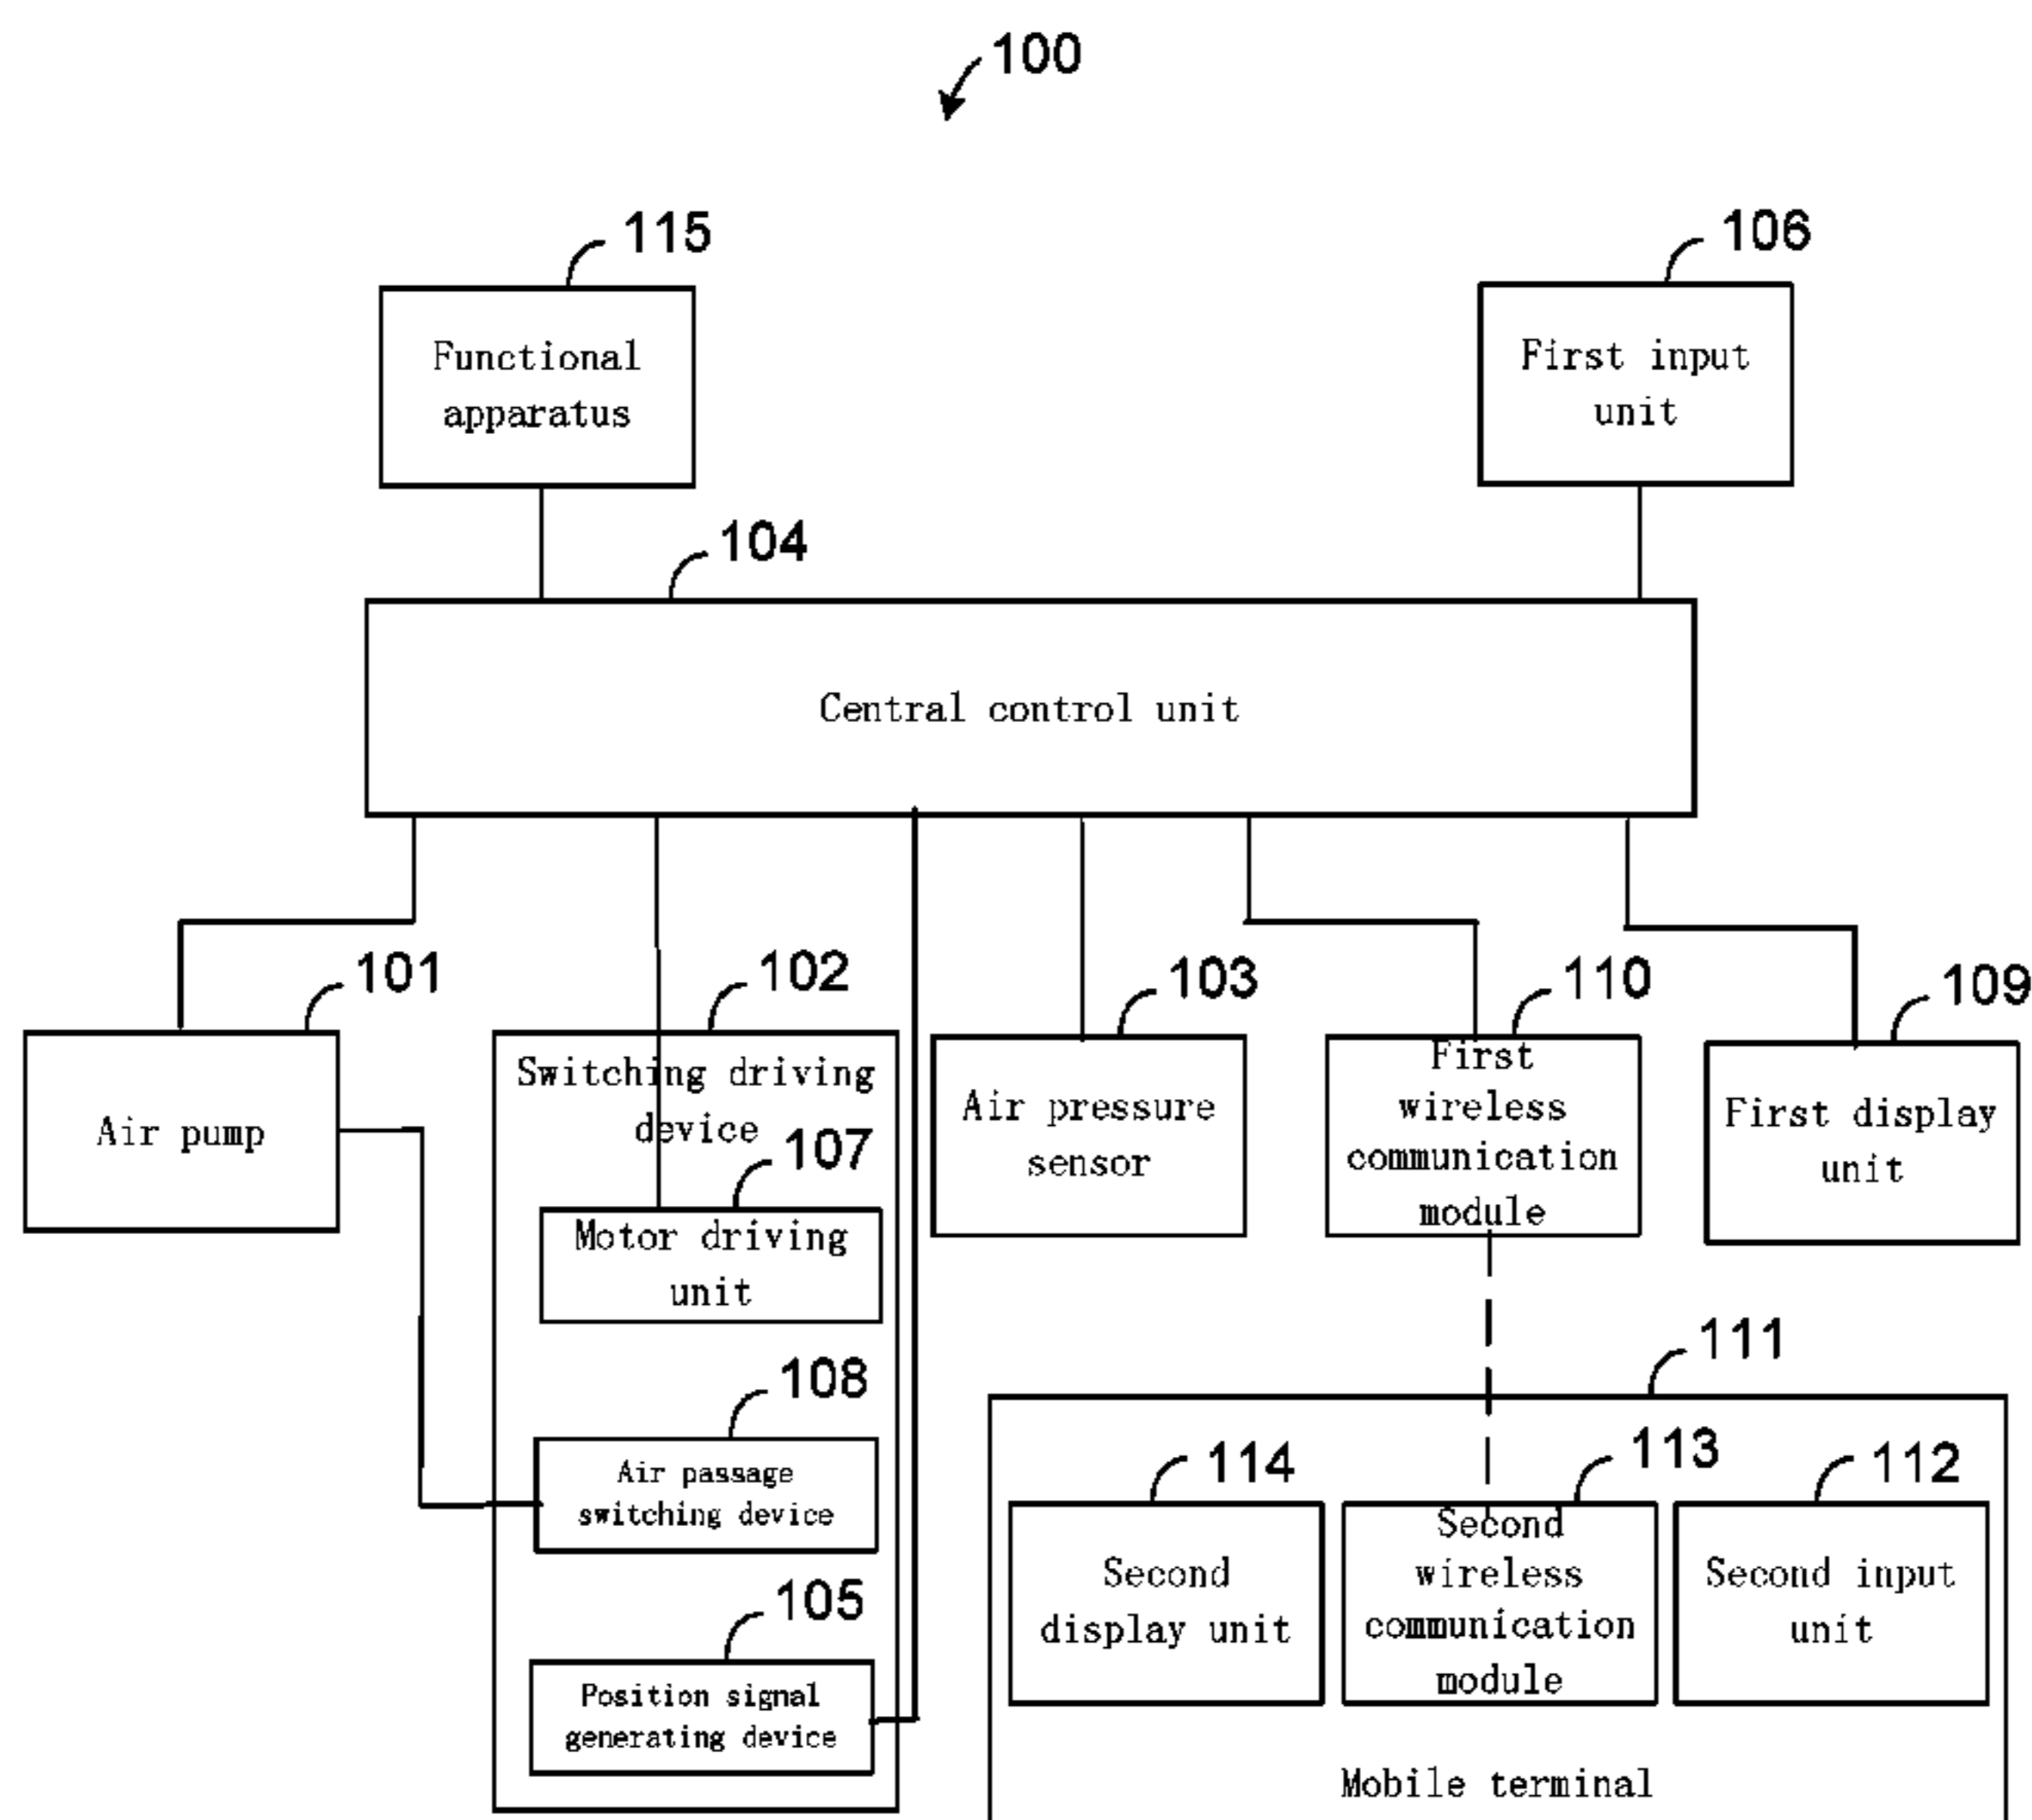 100
115
106
Functional
apparatus
First input
unit
104
Central control unit
101
102
103
110
109
Air pump
Switching driving
device
107
Motor driving
unit
108
Air passage
switching device
105
Position signal
generating device
Air pressure
sensor
First
wireless
communication
module
First display
unit
111
114
113
112
Second
display unit
Second
wireless
communication
module
Second input
unit
Mobile terminal